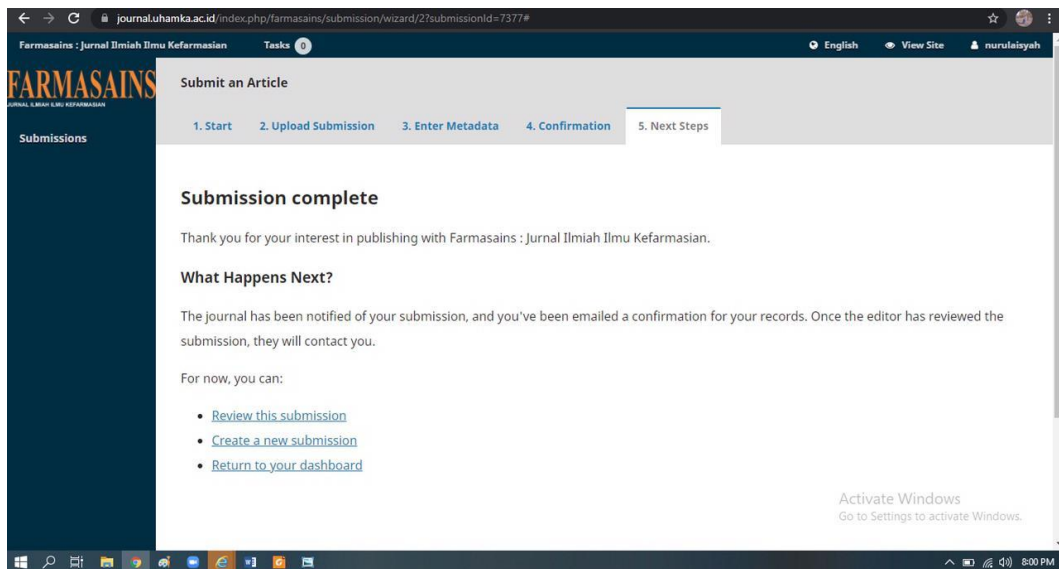 journal.uhamka.ac.id/index.php/farmasains/submission/wizard/2?submissionId=7377#
Farmasains : Jurnal Ilmiah Ilmu Kefarmasian Tasks 0 English View Site nurulaisyah
FARMASAINS
JURNAL ILMIAH ILMU KEFARMASIAN
Submissions
Submit an Article
1. Start 2. Upload Submission 3. Enter Metadata 4. Confirmation 5. Next Steps
Submission complete
Thank you for your interest in publishing with Farmasains : Jurnal Ilmiah Ilmu Kefarmasian.
What Happens Next?
The journal has been notified of your submission, and you've been emailed a confirmation for your records. Once the editor has reviewed the
submission, they will contact you.
For now, you can:
• Review this submission
• Create a new submission
• Return to your dashboard
Activate Windows
Go to Settings to activate Windows.
8:00 PM